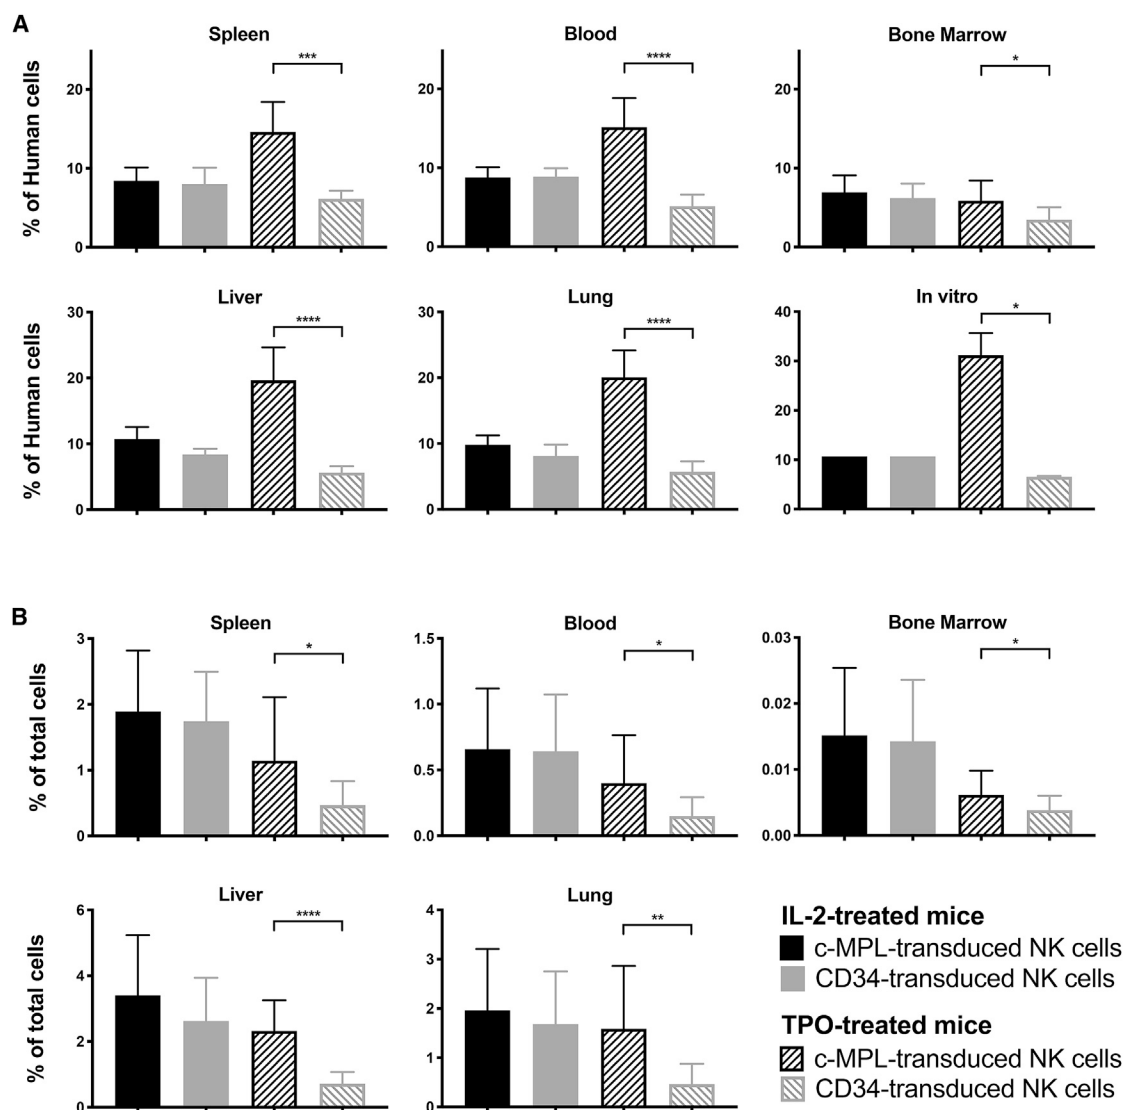 A
Spleen
Blood
Bone Marrow
% of Human cells
20
10
0
***
20
10
0
****
20
10
0
*
Liver
Lung
In vitro
% of Human cells
30
20
10
0
****
30
20
10
0
****
40
30
30
10
0
*
B
Spleen
Blood
Bone Marrow
% of total cells
3
2
1
0
*
1.5
1.0
0.5
0.0
*
0.03
0.02
0.01
0.00
*
Liver
Lung
% of total cells
6
4
2
0
****
4
3
2
1
0
**
IL-2-treated mice
c-MPL-transduced NK cells
CD34-transduced NK cells
TPO-treated mice
c-MPL-transduced NK cells
CD34-transduced NK cells